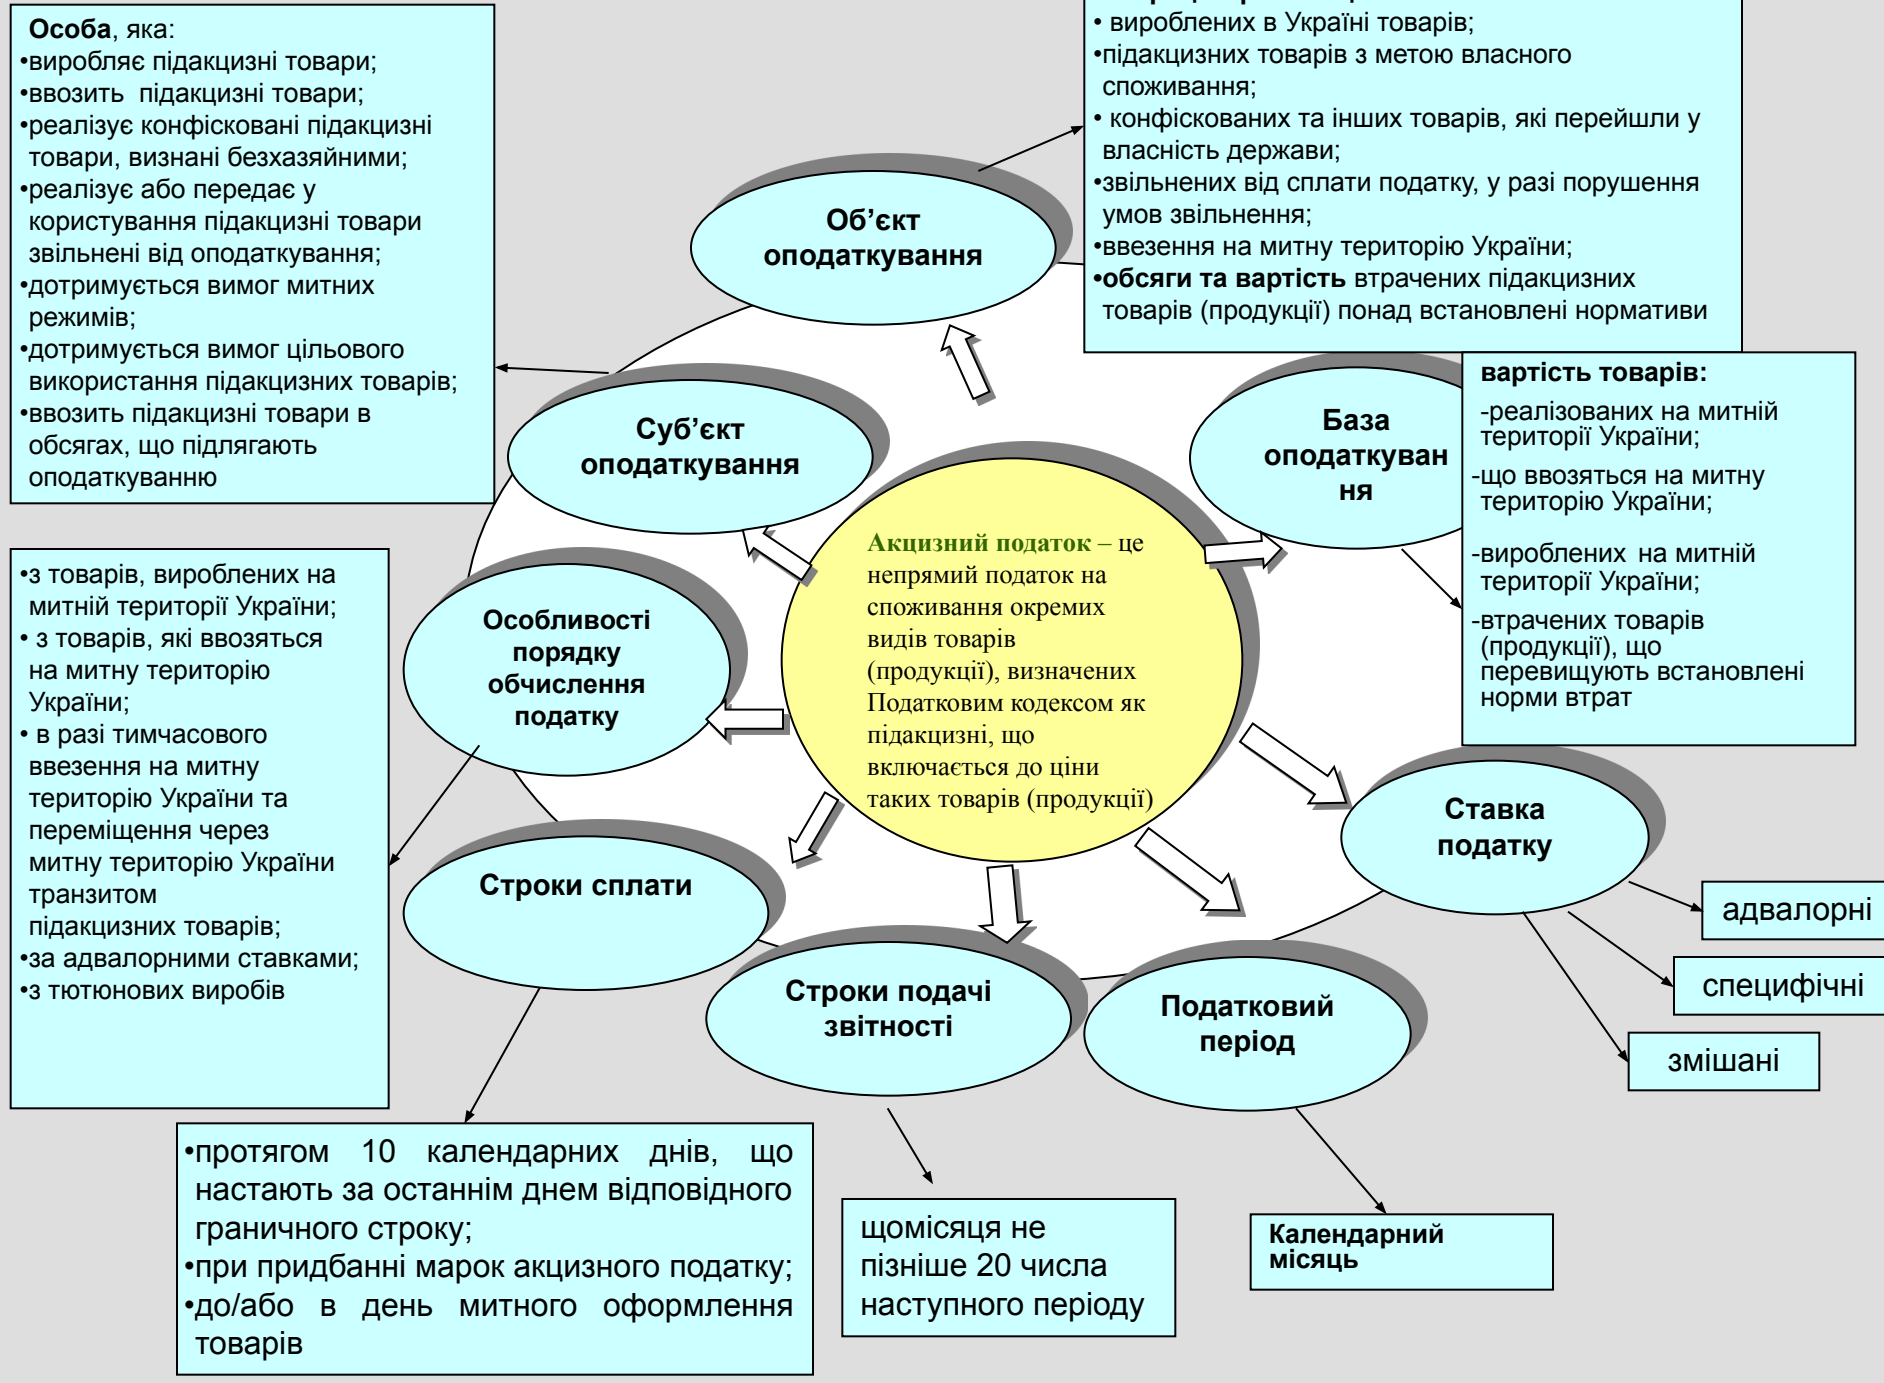 Особа, яка:
•виробляє підакцизні товари;
•ввозить підакцизні товари;
•реалізує конфісковані підакцизні
товари, визнані безхазяйними;
•реалізує або передає у
користування підакцизні товари
звільнені від оподаткування;
•дотримується вимог митних
режимів;
•дотримується вимог цільового
використання підакцизних товарів;
•ввозить підакцизні товари в
обсягах, що підлягають
оподаткуванню
• вироблених в Україні товарів;
•підакцизних товарів з метою власного
споживання;
• конфіскованих та інших товарів, які перейшли у
власність держави;
•звільнених від сплати податку, у разі порушення
умов звільнення;
•ввезення на митну територію України;
•обсяги та вартість втрачених підакцизних
товарів (продукції) понад встановлені нормативи
Об’єкт
оподаткування
Суб’єкт
оподаткування
База
оподаткуван
ня
вартість товарів:
-реалізованих на митній
території України;
-що ввозяться на митну
територію України;
-вироблених на митній
території України;
-втрачених товарів
(продукції), що
перевищують встановлені
норми втрат
Акцизний податок – це
непрямий податок на
споживання окремих
видів товарів
(продукції), визначених
Податковим кодексом як
підакцизні, що
включається до ціни
таких товарів (продукції)
•з товарів, вироблених на
митній території України;
• з товарів, які ввозяться
на митну територію
України;
• в разі тимчасового
ввезення на митну
територію України та
переміщення через
митну територію України
транзитом
підакцизних товарів;
•за адвалорними ставками;
•з тютюнових виробів
Особливості
порядку
обчислення
податку
Строки сплати
Строки подачі
звітності
Податковий
період
Ставка
податку
адвалорні
специфічні
змішані
•протягом 10 календарних днів, що
настають за останнім днем відповідного
граничного строку;
•при придбанні марок акцизного податку;
•до/або в день митного оформлення
товарів
щомісяця не
пізніше 20 числа
наступного періоду
Календарний
місяць